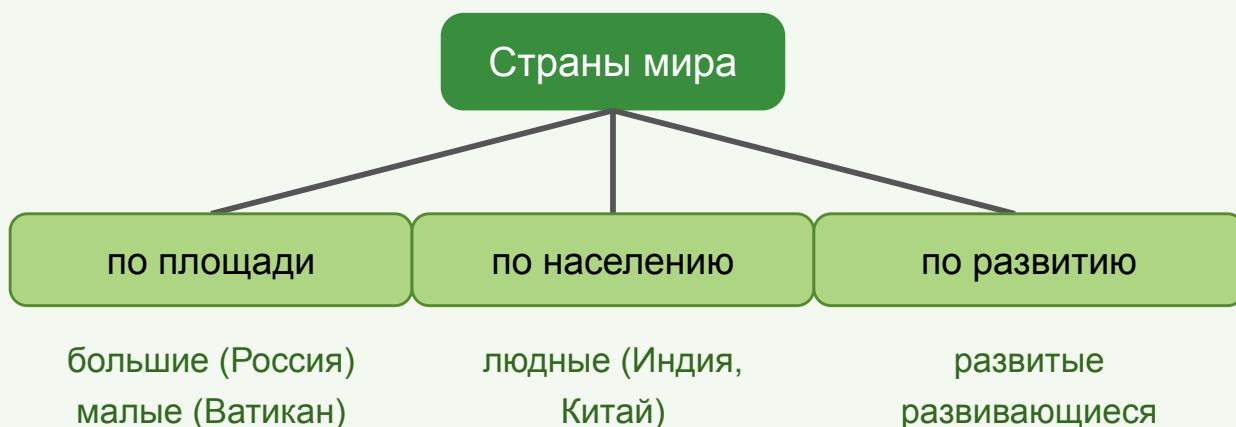 Страны мира
по площади
по населению
по развитию
большие (Россия)
малые (Ватикан)
людные (Индия,
Китай)
развитые
развивающиеся